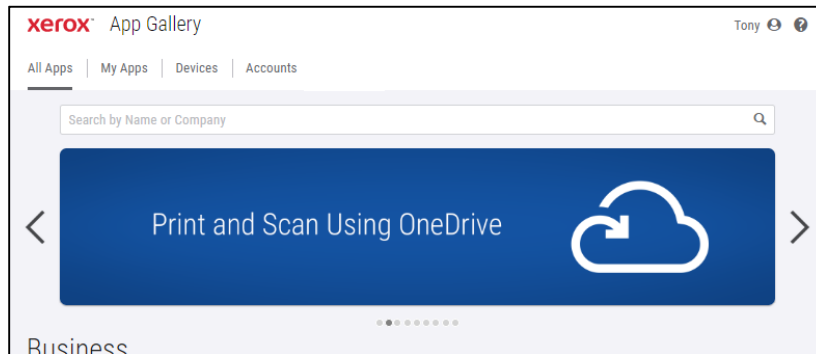 xerox™ App Gallery
Tony
All Apps | My Apps | Devices | Accounts
Search by Name or Company
Print and Scan Using OneDrive
Business